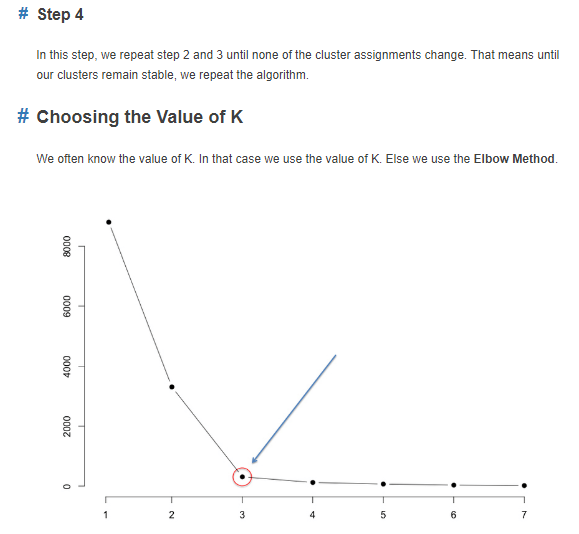 # Step 4
In this step, we repeat step 2 and 3 until none of the cluster assignments change. That means until
our clusters remain stable, we repeat the algorithm.
# Choosing the Value of K
We often know the value of K. In that case we use the value of K. Else we use the Elbow Method.
8000
6000
4000
2000
0
1 2 3 4 5 6 7